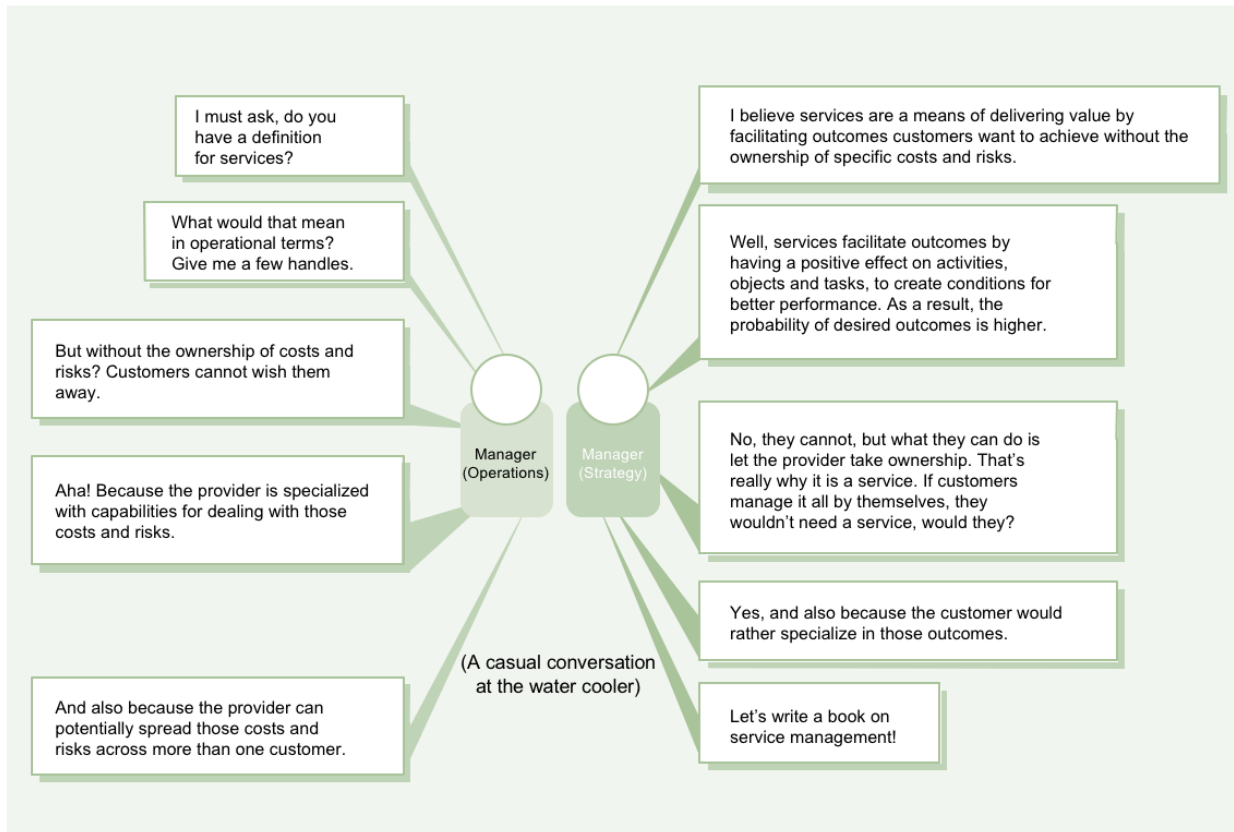 I must ask, do you
have a definition
for services?
I believe services are a means of delivering value by
facilitating outcomes customers want to achieve without the
ownership of specific costs and risks.
What would that mean
in operational terms?
Give me a few handles.
Well, services facilitate outcomes by
having a positive effect on activities,
objects and tasks, to create conditions for
better performance. As a result, the
probability of desired outcomes is higher.
But without the ownership of costs and
risks? Customers cannot wish them
away.
No, they cannot, but what they can do is
let the provider take ownership. That’s
really why it is a service. If customers
manage it all by themselves, they
wouldn’t need a service, would they?
Manager
(Operations)
Manager
(Strategy)
Aha! Because the provider is specialized
with capabilities for dealing with those
costs and risks.
Yes, and also because the customer would
rather specialize in those outcomes.
And also because the provider can
potentially spread those costs and
risks across more than one customer.
Let’s write a book on
service management!
(A casual conversation
at the water cooler)